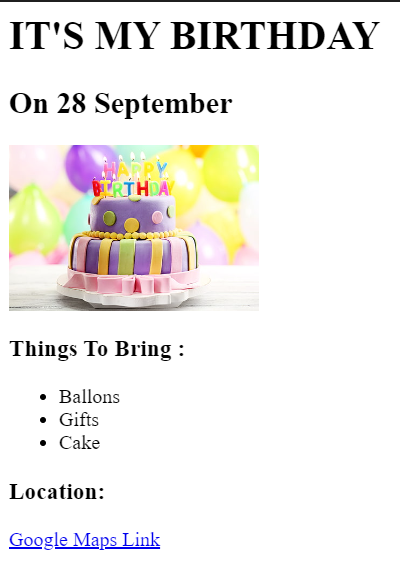 IT'S MY BIRTHDAY
On 28 September
HAPPY
BIRTHDAY
Things To Bring :
Ballons
Gifts
Cake
Location:
Google Maps Link